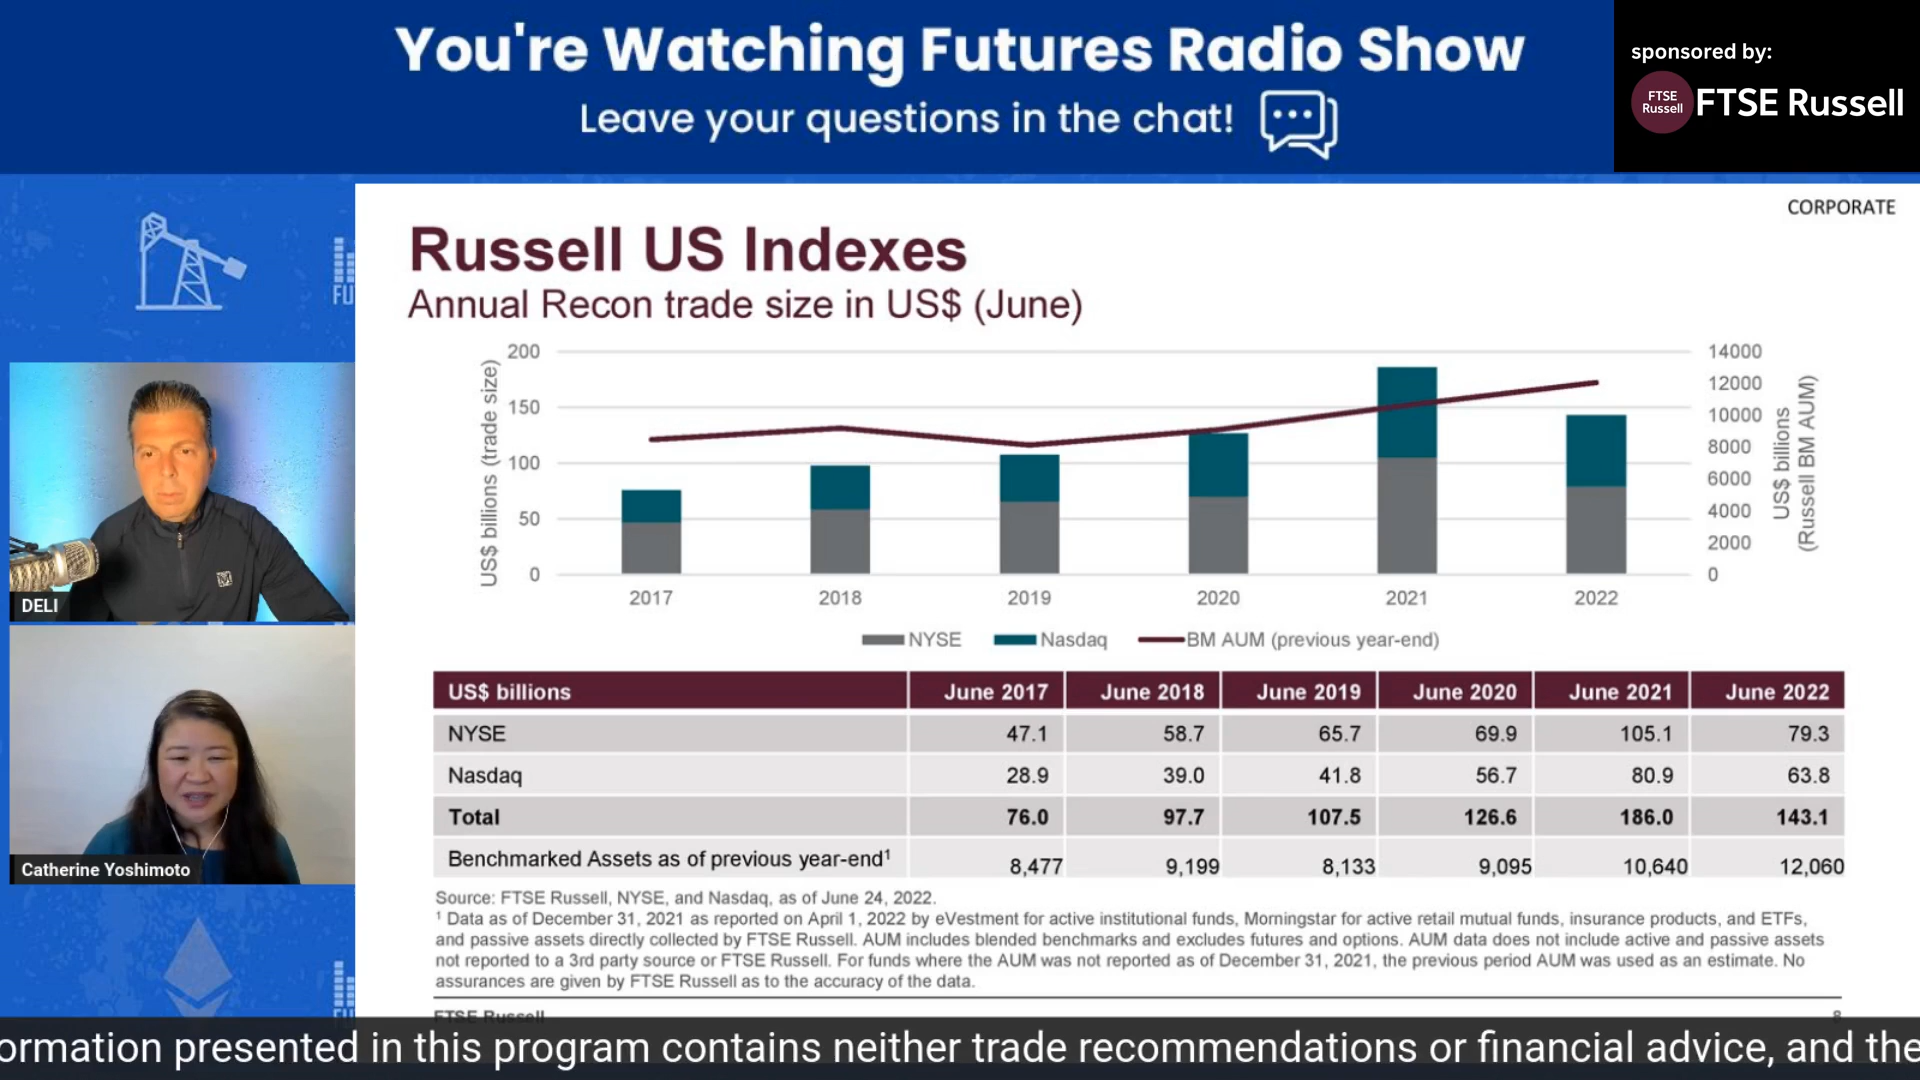 You're Watching Futures Radio Show
Leave your questions in the chat!
sponsored by:
FTSE
Russell
FTSE Russell
CORPORATE
Russell US Indexes
Annual Recon trade size in US$ (June)
US$ billions (trade size)
200
150
100
50
0
14000
12000
10000
8000
6000
4000
2000
0
US$ billions
(Russell BM AUM)
2017 2018 2019 2020 2021 2022
NYSE Nasdaq BM AUM (previous year-end)
US$ billions June 2017 June 2018 June 2019 June 2020 June 2021 June 2022
NYSE 47.1 58.7 65.7 69.9 105.1 79.3
Nasdaq 28.9 39.0 41.8 56.7 80.9 63.8
Total 76.0 97.7 107.5 126.6 186.0 143.1
Benchmarked Assets as of previous year-end¹ 8,477 9,199 8,133 9,095 10,640 12,060
Source: FTSE Russell, NYSE, and Nasdaq, as of June 24, 2022.
¹ Data as of December 31, 2021 as reported on April 1, 2022 by eVestment for active institutional funds, Morningstar for active retail mutual funds, insurance products, and ETFs,
and passive assets directly collected by FTSE Russell. AUM includes blended benchmarks and excludes futures and options. AUM data does not include active and passive assets
not reported to a 3rd party source or FTSE Russell. For funds where the AUM was not reported as of December 31, 2021, the previous period AUM was used as an estimate. No
assurances are given by FTSE Russell as to the accuracy of the data.
FTSE Russell 8
DELI
Catherine Yoshimoto
FU
ormation presented in this program contains neither trade recommendations or financial advice, and the